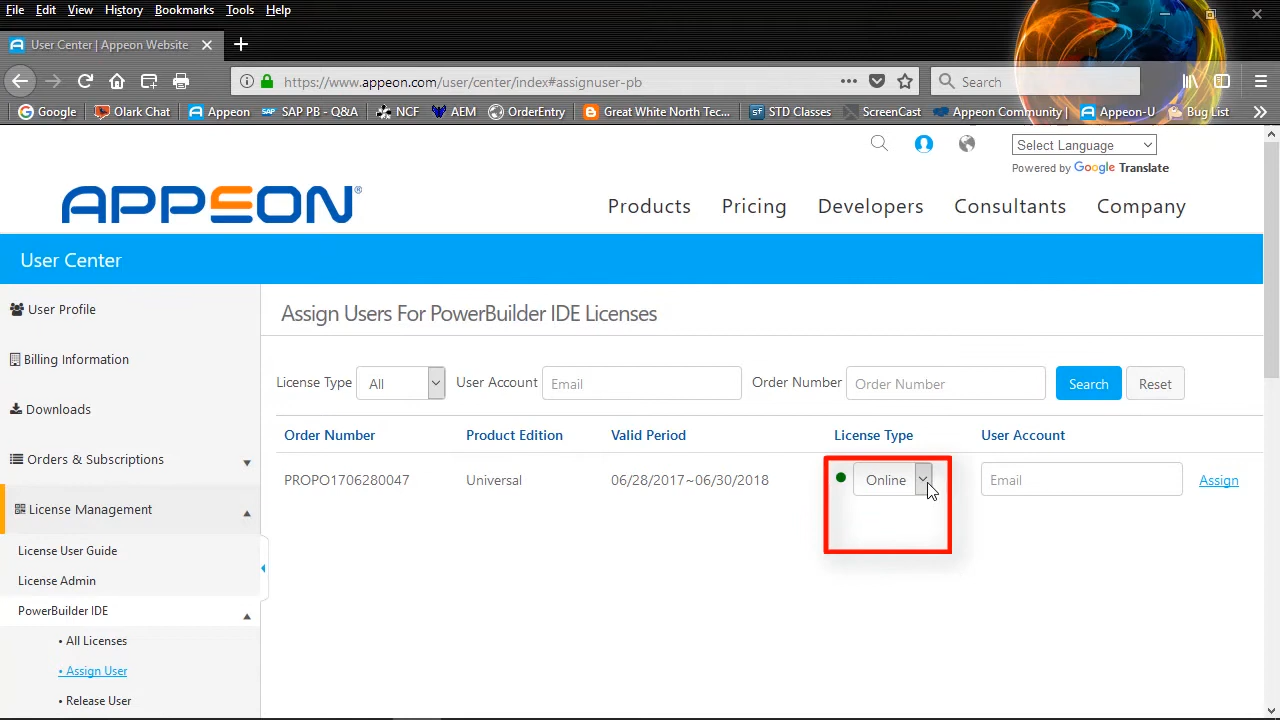 File Edit View History Bookmarks Tools Help
User Center | Appeon Website
https://www.appeon.com/user/center/index#assignuser-pb
Search
Google Olark Chat Appeon SAP PB - Q&A NCF AEM OrderEntry Great White North Tec... STD Classes ScreenCast Appeon Community | Appeon-U Bug List
Select Language
Powered by Google Translate
APPEON®
Products Pricing Developers Consultants Company
User Center
User Profile
Billing Information
Downloads
Orders & Subscriptions
License Management
License User Guide
License Admin
PowerBuilder IDE
• All Licenses
• Assign User
• Release User
Assign Users For PowerBuilder IDE Licenses
License Type All User Account Email Order Number Order Number Search Reset
Order Number Product Edition Valid Period License Type User Account
PROPO1706280047 Universal 06/28/2017~06/30/2018 Online Email Assign